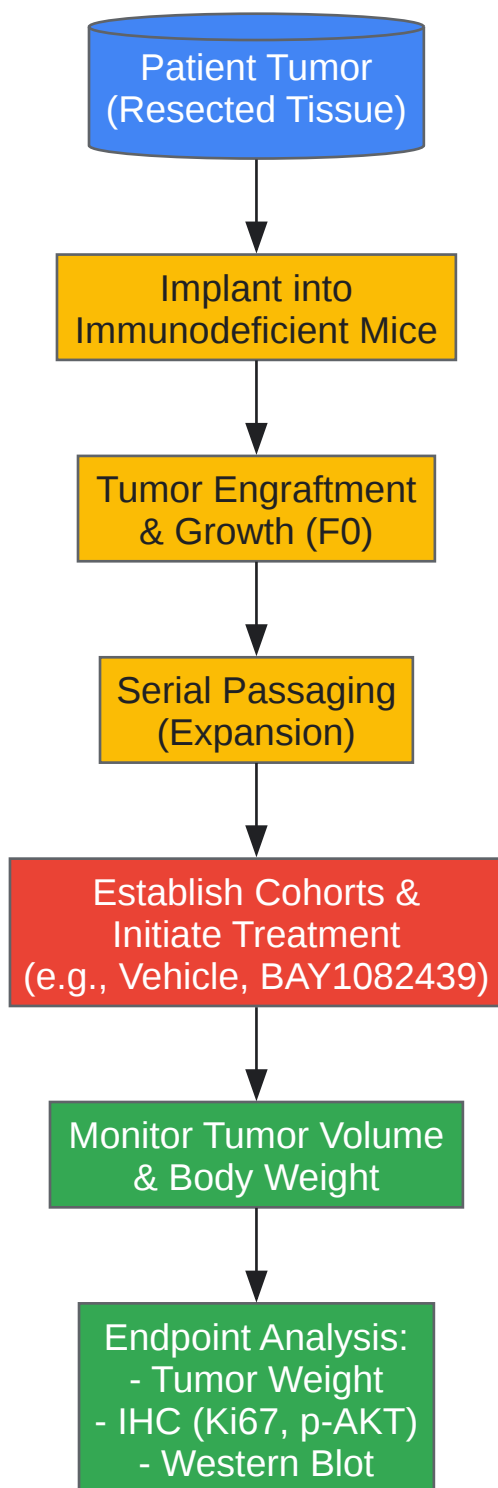 Patient Tumor
(Resected Tissue)
Implant into
Immunodeficient Mice
Tumor Engraftment
& Growth (F0)
Serial Passaging
(Expansion)
Establish Cohorts &
Initiate Treatment
(e.g., Vehicle, BAY1082439)
Monitor Tumor Volume
& Body Weight
Endpoint Analysis:
- Tumor Weight
- IHC (Ki67, p-AKT)
- Western Blot